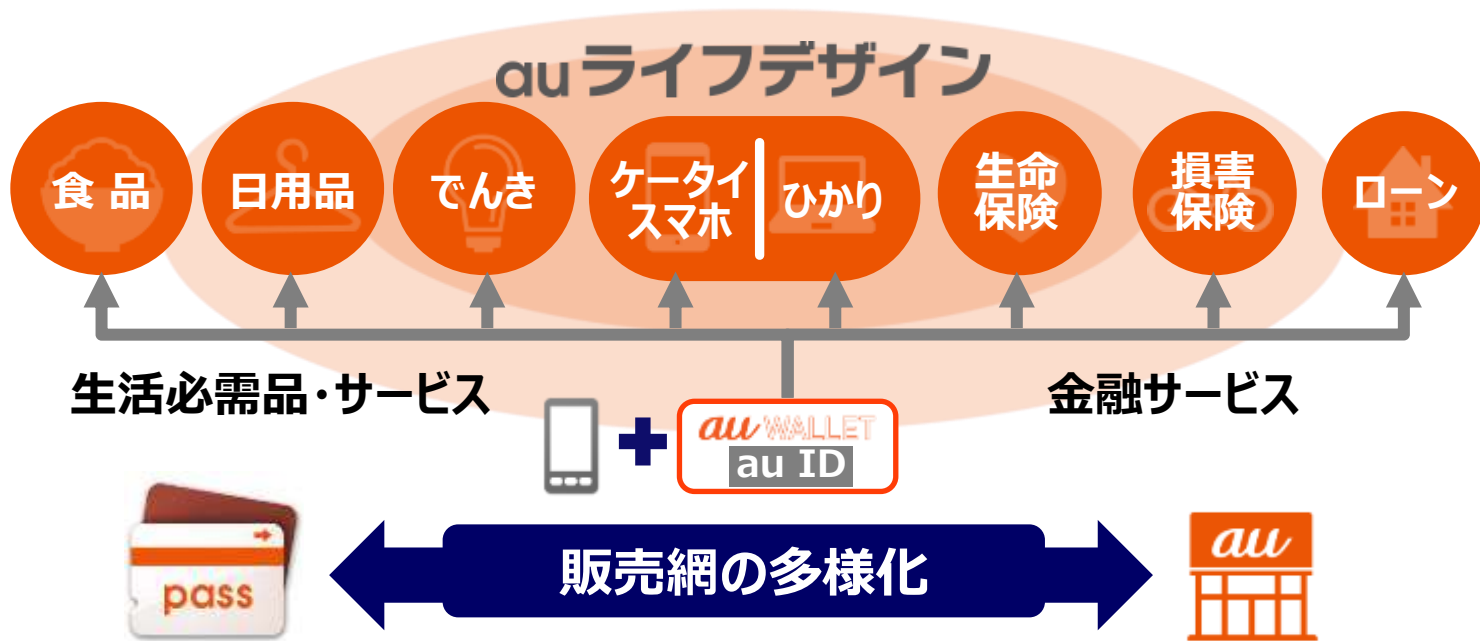 au ライフデザイン
食 品
日用品
でんき
ケータイ
スマホ
ひかり
生命
保険
損害
保険
ローン
生活必需品・サービス
金融サービス
au WALLET
au ID
pass
販売網の多様化
au